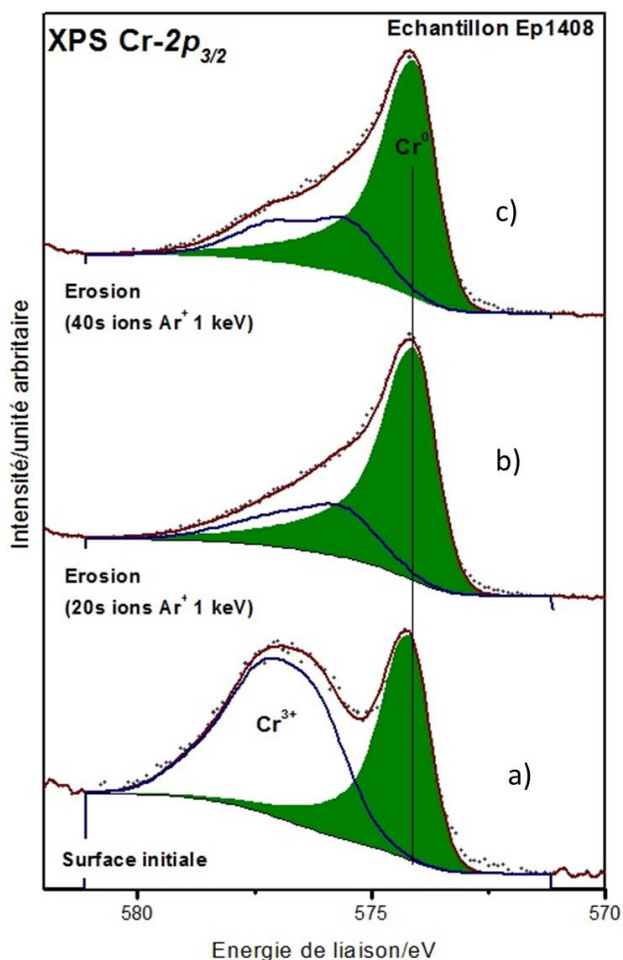 XPS Cr-2p3/2
Echantillon Ep1408
Cr0
c)
Erosion
(40s ions Ar+ 1 keV)
b)
Erosion
(20s ions Ar+ 1 keV)
Cr3+
a)
Surface initiale
Intensité/unité arbritaire
580
575
570
Energie de liaison/eV